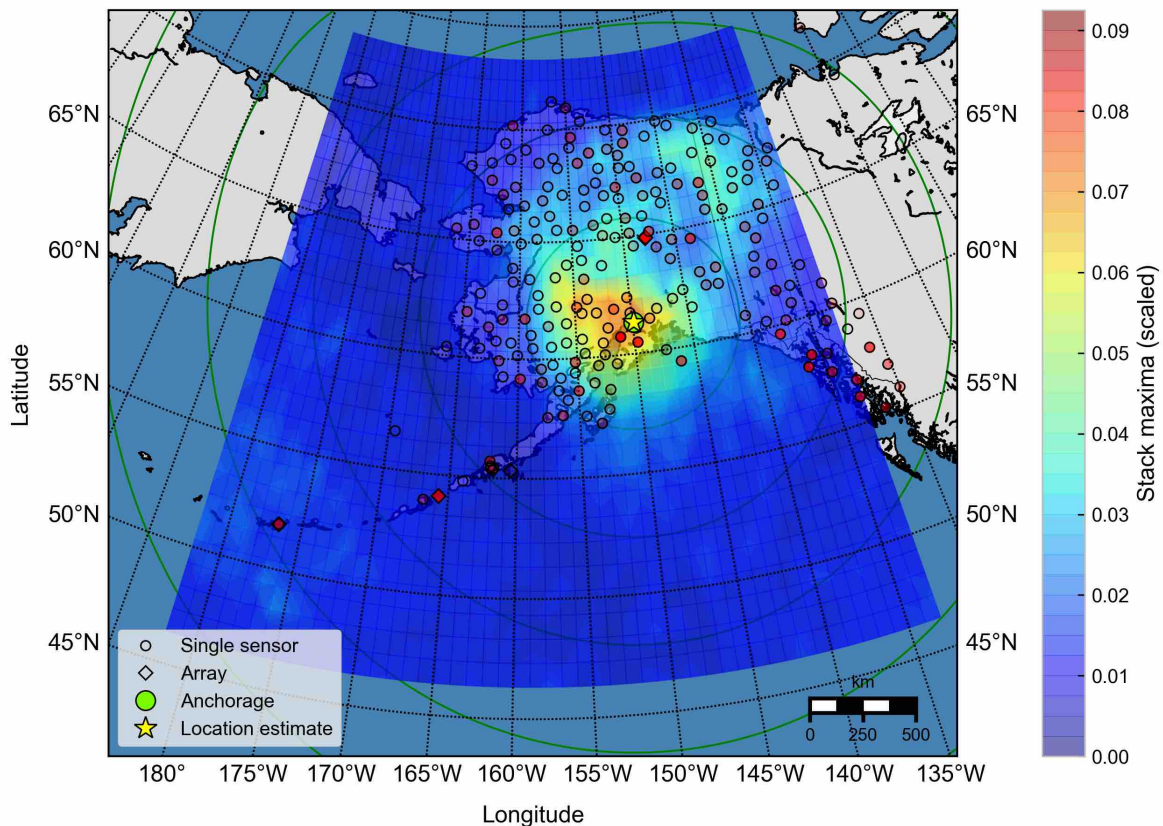 65°N
60°N
55°N
50°N
45°N
65°N
60°N
55°N
50°N
45°N
Latitude
Single sensor
Array
Anchorage
Location estimate
km
0 250 500
180° 175°W 170°W 165°W 160°W 155°W 150°W 145°W 140°W 135°W
Longitude
0.09
0.08
0.07
0.06
0.05
0.04
0.03
0.02
0.01
0.00
Stack maxima (scaled)